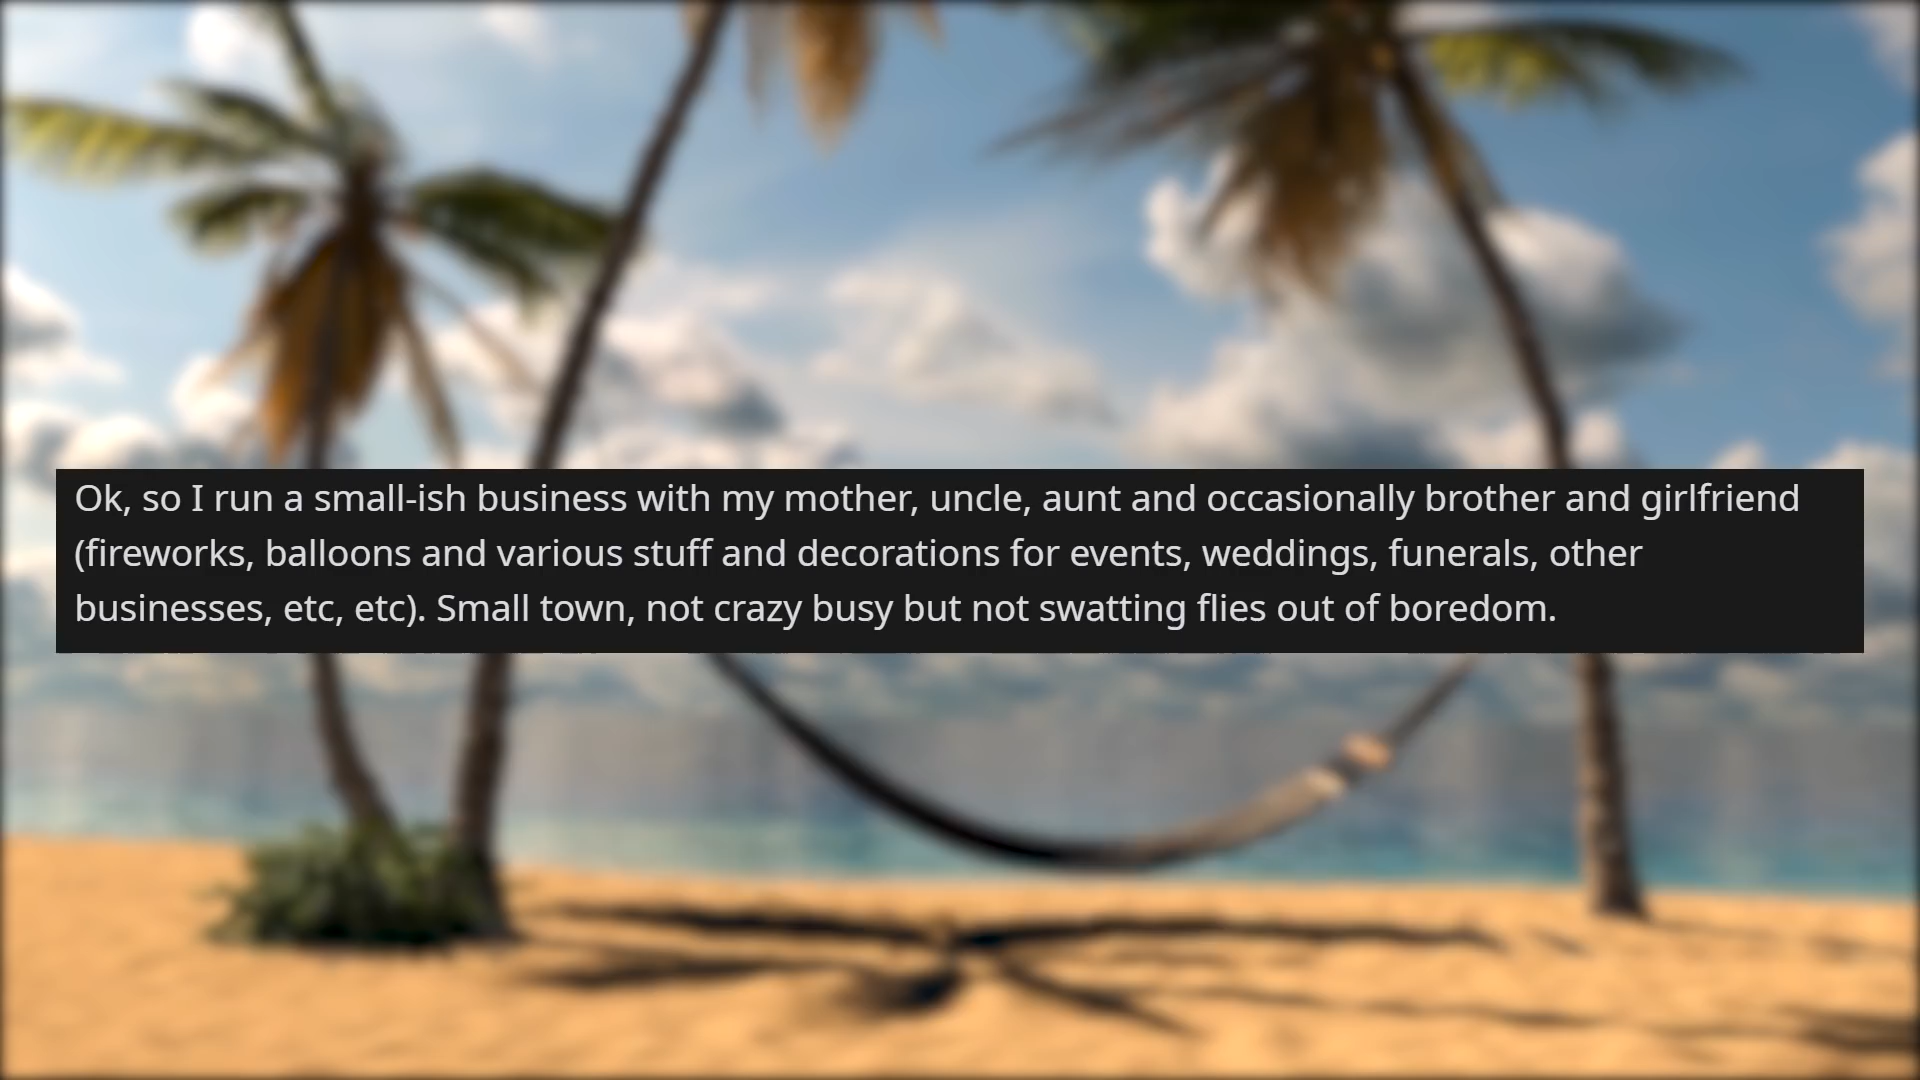 Ok, so I run a small-ish business with my mother, uncle, aunt and occasionally brother and girlfriend
(fireworks, balloons and various stuff and decorations for events, weddings, funerals, other
businesses, etc, etc). Small town, not crazy busy but not swatting flies out of boredom.